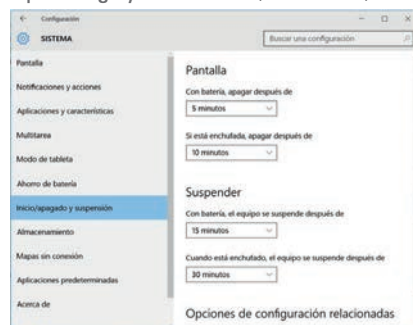 Configuración
SISTEMA
Buscar una configuración
Pantalla
Notificaciones y acciones
Aplicaciones y características
Multitarea
Modo de tableta
Ahorro de batería
Inicio/apagado y suspensión
Almacenamiento
Mapas sin conexión
Aplicaciones predeterminadas
Acerca de
Pantalla
Con batería, apagar después de
5 minutos
Si está enchufada, apagar después de
10 minutos
Suspender
Con batería, el equipo se suspende después de
15 minutos
Cuando está enchufado, el equipo se suspende después de
30 minutos
Opciones de configuración relacionadas